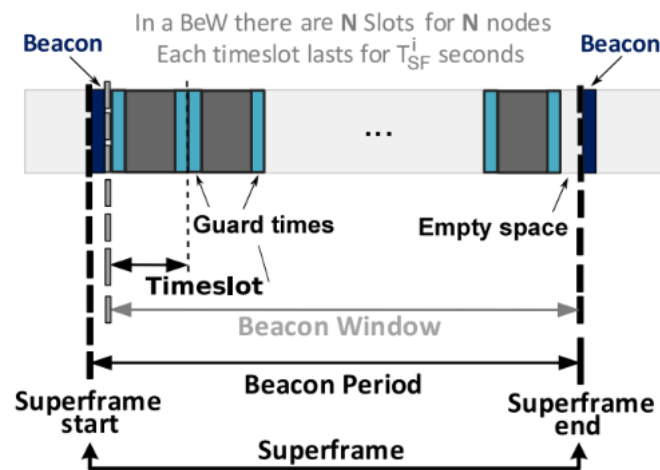 In a BeW there are N Slots for N nodes
Beacon
Beacon
Each timeslot lasts for T_SF^i seconds
...
Guard times
Empty space
Timeslot
Beacon Window
Beacon Period
Superframe start
Superframe end
Superframe